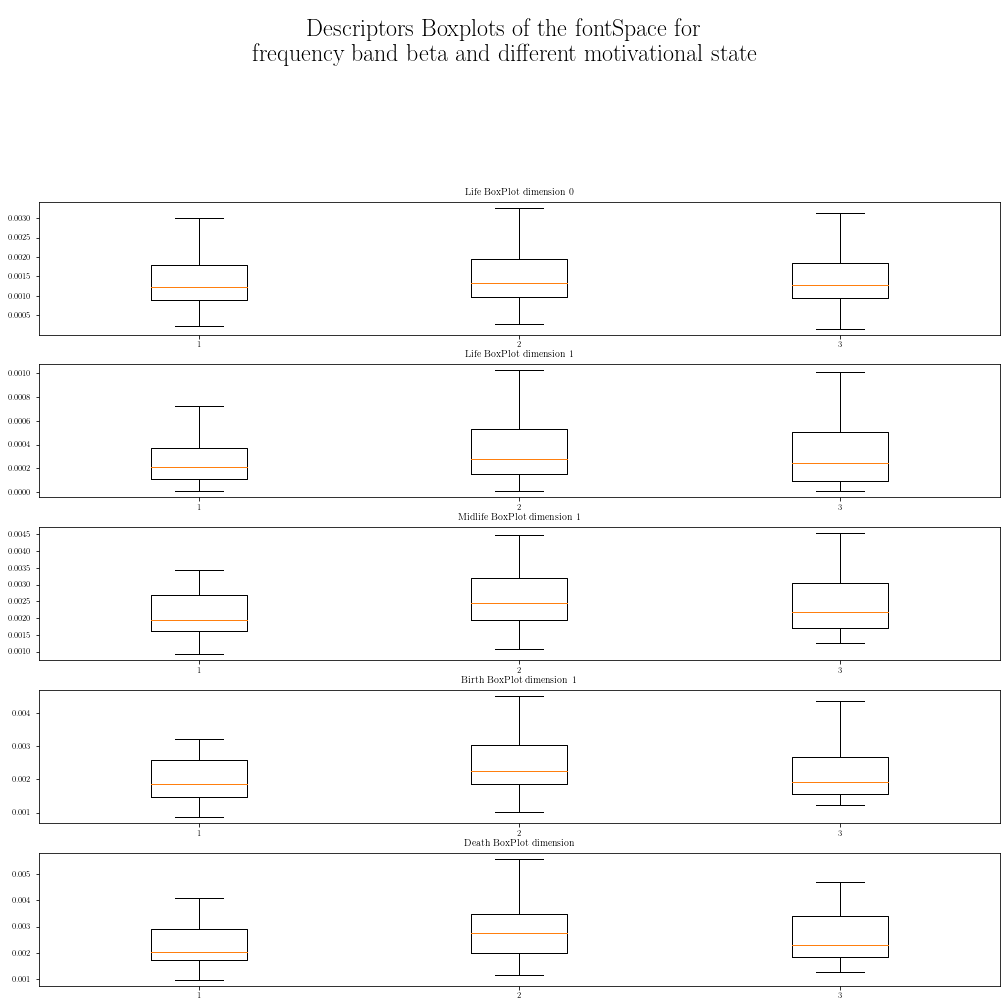 Descriptors Boxplots of the fontSpace for
frequency band beta and different motivational state
Life BoxPlot dimension 0
0.0030
0.0025
0.0020
0.0015
0.0010
0.0005
1 2 3
Life BoxPlot dimension 1
0.0010
0.0008
0.0006
0.0004
0.0002
0.0000
1 2 3
Midlife BoxPlot dimension 1
0.0045
0.0040
0.0035
0.0030
0.0025
0.0020
0.0015
0.0010
1 2 3
Birth BoxPlot dimension 1
0.004
0.003
0.002
0.001
1 2 3
Death BoxPlot dimension
0.005
0.004
0.003
0.002
0.001
1 2 3